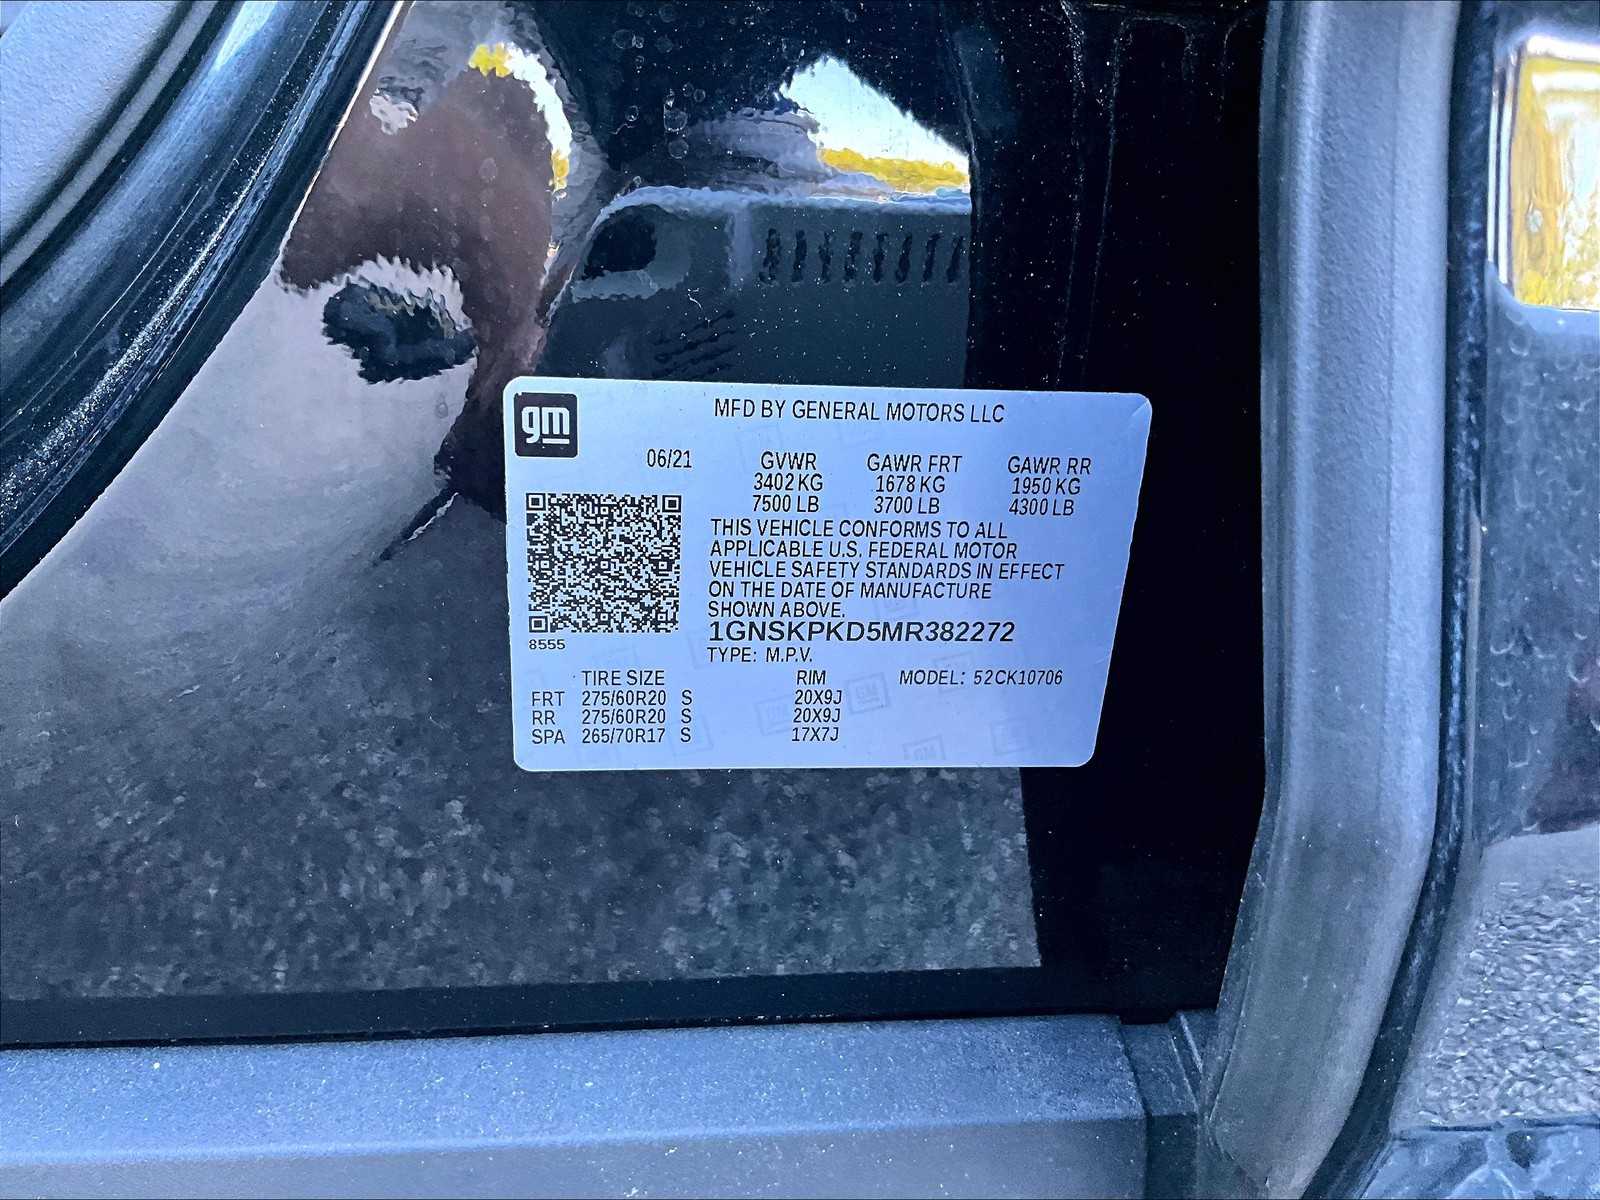 gm
MFD BY GENERAL MOTORS LLC
06/21 GVWR GAWR FRT GAWR RR
3402 KG 1678 KG 1950 KG
7500 LB 3700 LB 4300 LB
THIS VEHICLE CONFORMS TO ALL
APPLICABLE U.S. FEDERAL MOTOR
VEHICLE SAFETY STANDARDS IN EFFECT
ON THE DATE OF MANUFACTURE
SHOWN ABOVE.
8555
1GNSKPKD5MR382272
TYPE: M.P.V.
TIRE SIZE RIM MODEL: 52CK10706
FRT 275/60R20 S 20X9J
RR 275/60R20 S 20X9J
SPA 265/70R17 S 17X7J